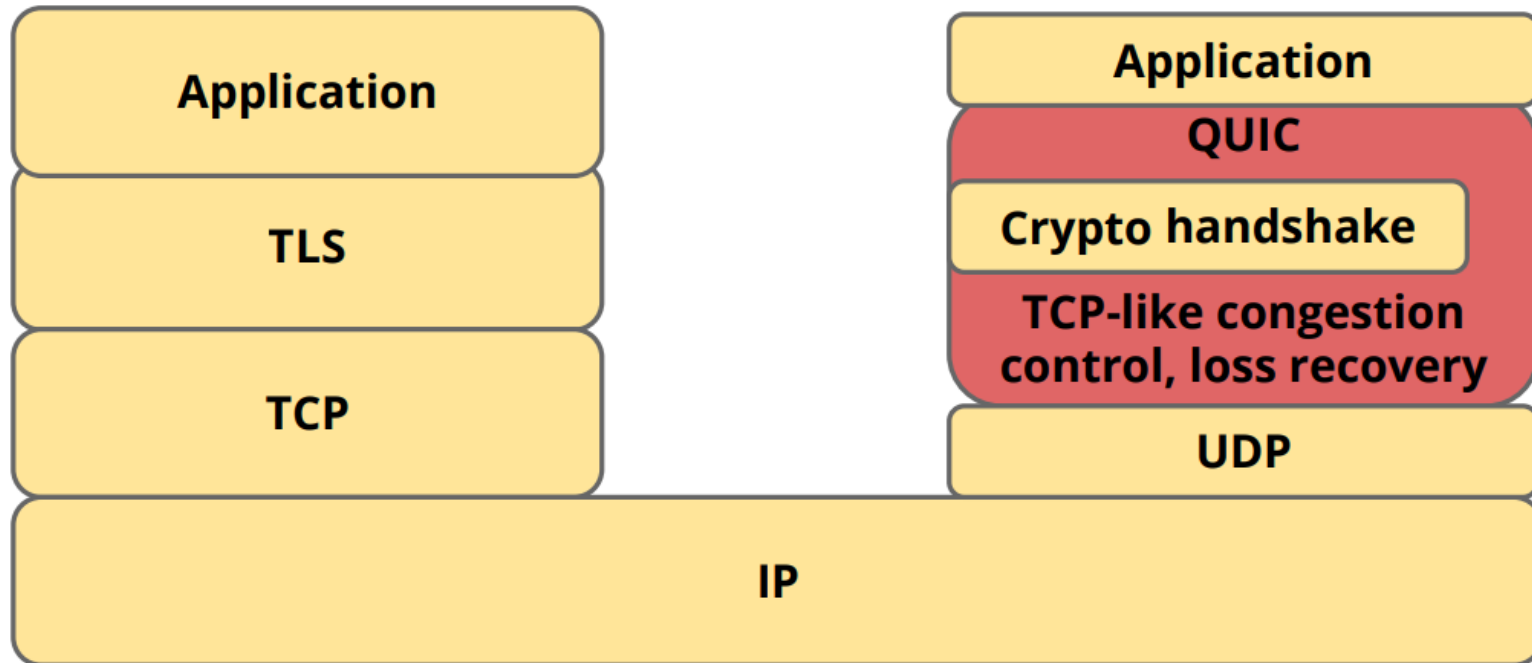 Application
TLS
TCP
Application
QUIC
Crypto handshake
TCP-like congestion
control, loss recovery
UDP
IP